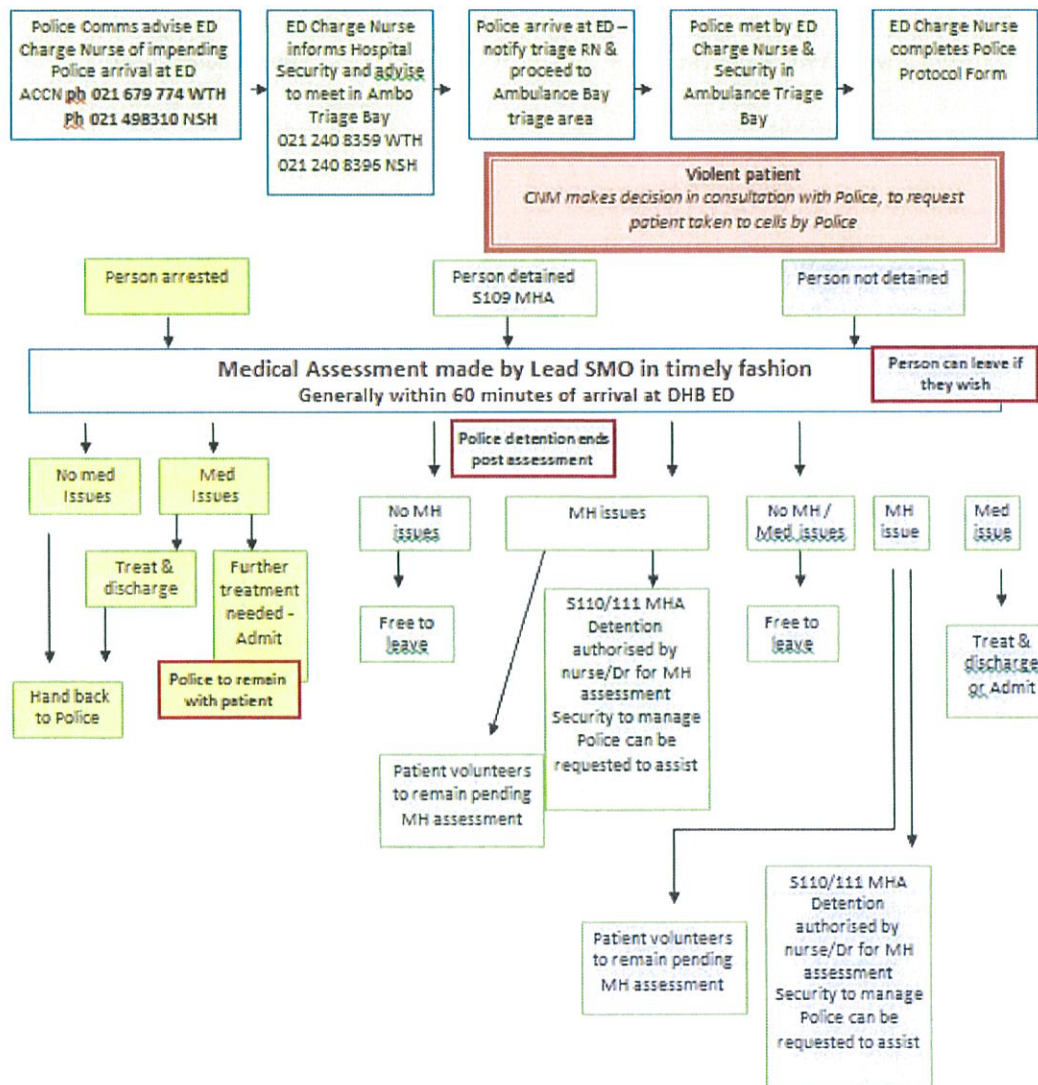 Police Comms advise ED
Charge Nurse of impending
Police arrival at ED
ACCN ph 021 679 774 WTH
Ph 021 498310 NSH
ED Charge Nurse
informs Hospital
Security and advise
to meet in Ambo
Triage Bay
021 240 8359 WTH
021 240 8396 NSH
Police arrive at ED –
notify triage RN &
proceed to
Ambulance Bay
triage area
Police met by ED
Charge Nurse &
Security in
Ambulance Triage
Bay
ED Charge Nurse
completes Police
Protocol Form
Violent patient
CNM makes decision in consultation with Police, to request
patient taken to cells by Police
Person arrested
Person detained
S109 MHA
Person not detained
Medical Assessment made by Lead SMO in timely fashion
Generally within 60 minutes of arrival at DHB ED
Person can leave if
they wish
Police detention ends
post assessment
No med
Issues
Med
Issues
No MH
issues
MH issues
No MH /
Med issues
MH
issue
Med
issue
Treat &
discharge
Further
treatment
needed -
Admit
Police to remain
with patient
Hand back
to Police
Free to
leave
S110/111 MHA
Detention
authorised by
nurse/Dr for MH
assessment
Security to manage
Police can be
requested to assist
Free to
leave
Treat &
discharge
or Admit
Patient volunteers
to remain pending
MH assessment
Patient volunteers
to remain pending
MH assessment
S110/111 MHA
Detention
authorised by
nurse/Dr for MH
assessment
Security to manage
Police can be
requested to assist